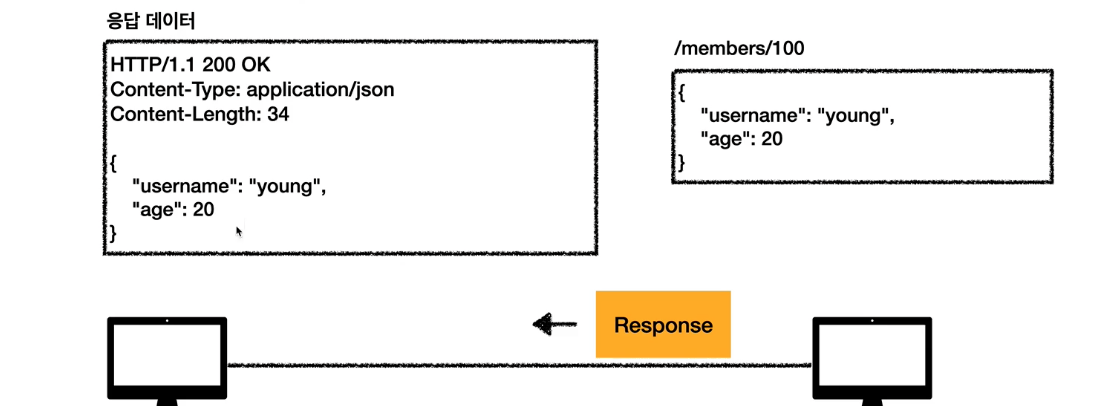 응답 데이터
HTTP/1.1 200 OK
Content-Type: application/json
Content-Length: 34
{
"username": "young",
"age": 20
}
/members/100
{
"username": "young",
"age": 20
}
Response